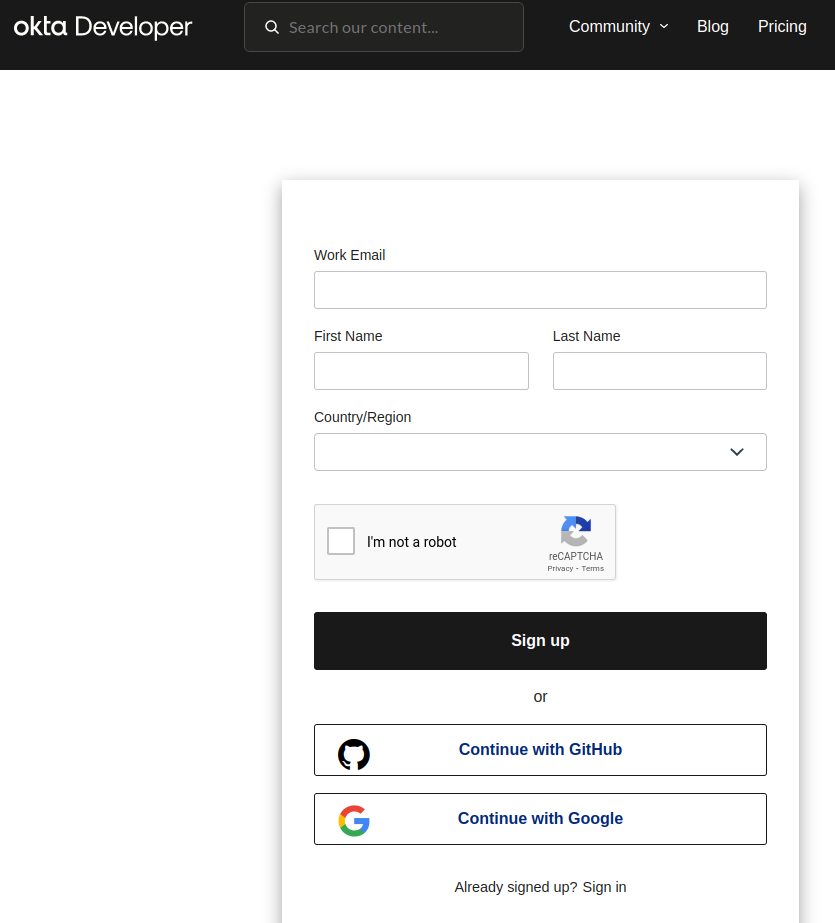 okta Developer
Search our content...
Community
Blog
Pricing
Work Email
First Name
Last Name
Country/Region
I'm not a robot
reCAPTCHA
Privacy - Terms
Sign up
or
Continue with GitHub
Continue with Google
Already signed up? Sign in